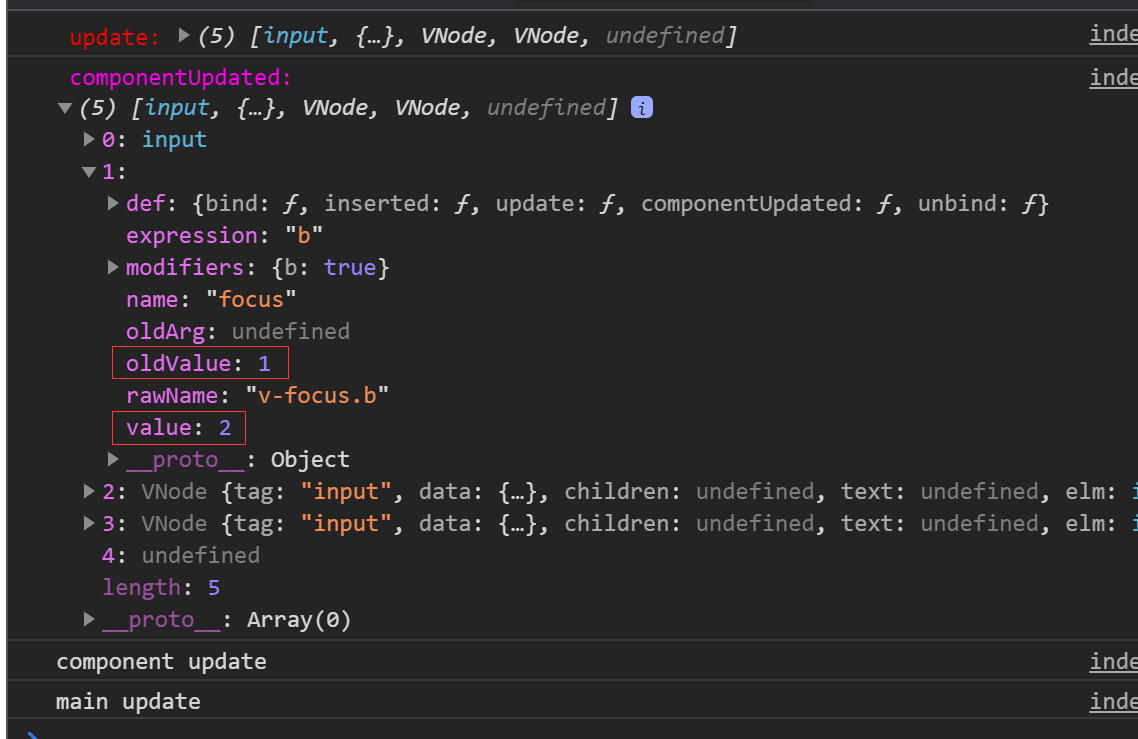 update: ▶(5) [input, {…}, VNode, VNode, undefined] inde
componentUpdated: inde
▼(5) [input, {…}, VNode, VNode, undefined] i
▶0: input
▼1:
▶def: {bind: ƒ, inserted: ƒ, update: ƒ, componentUpdated: ƒ, unbind: ƒ}
expression: "b"
▶modifiers: {b: true}
name: "focus"
oldArg: undefined
oldValue: 1
rawName: "v-focus.b"
value: 2
▶__proto__: Object
▶2: VNode {tag: "input", data: {…}, children: undefined, text: undefined, elm: i
▶3: VNode {tag: "input", data: {…}, children: undefined, text: undefined, elm: i
4: undefined
length: 5
▶__proto__: Array(0)
component update inde
main update inde